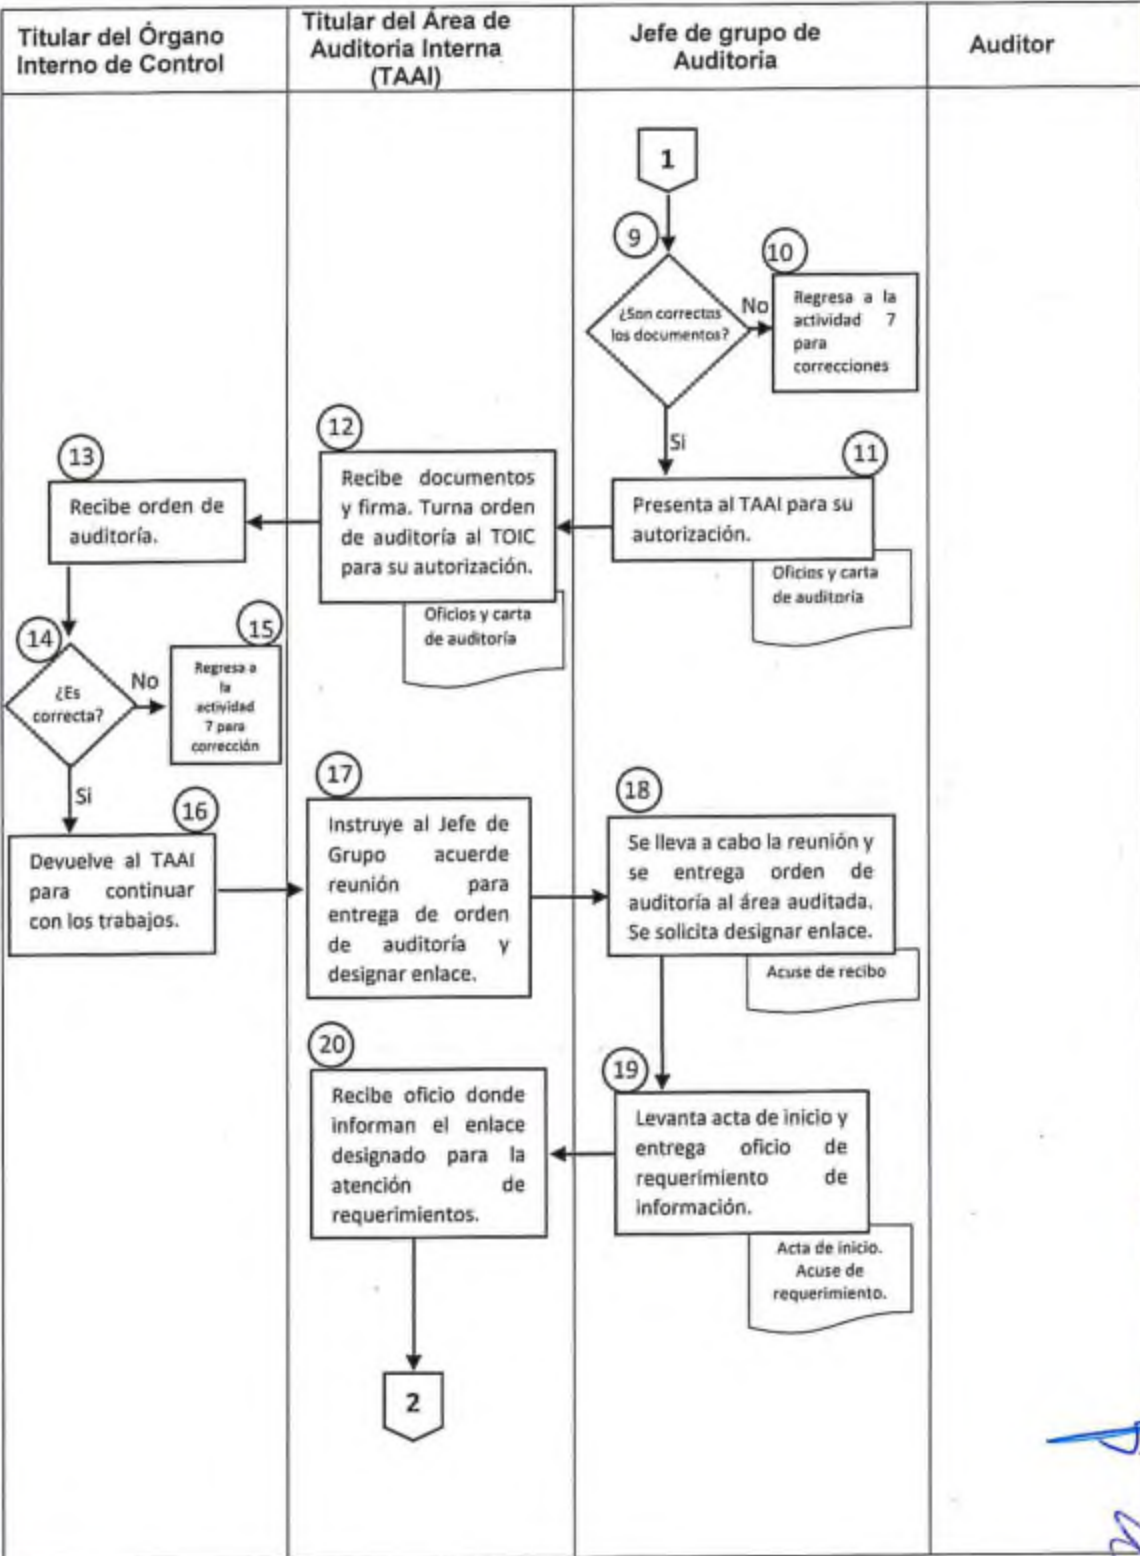 Titular del Órgano
Interno de Control
Titular del Área de
Auditoria Interna
(TAAI)
Jefe de grupo de
Auditoria
Auditor
1
9
¿Son correctos
los documentos?
No
10
Regresa a la
actividad 7
para
correcciones
Si
11
Presenta al TAAI para su
autorización.
Oficios y carta
de auditoría
12
Recibe documentos
y firma. Turna orden
de auditoría al TOIC
para su autorización.
Oficios y carta
de auditoría
13
Recibe orden de
auditoría.
14
¿Es
correcta?
No
15
Regresa a
la
actividad
7 para
corrección
Si
16
Devuelve al TAAI
para continuar
con los trabajos.
17
Instruye al Jefe de
Grupo acuerde
reunión para
entrega de orden
de auditoría y
designar enlace.
18
Se lleva a cabo la reunión y
se entrega orden de
auditoría al área auditada.
Se solicita designar enlace.
Acuse de recibo
19
Levanta acta de inicio y
entrega oficio de
requerimiento de
información.
Acta de inicio.
Acuse de
requerimiento.
20
Recibe oficio donde
informan el enlace
designado para la
atención de
requerimientos.
2